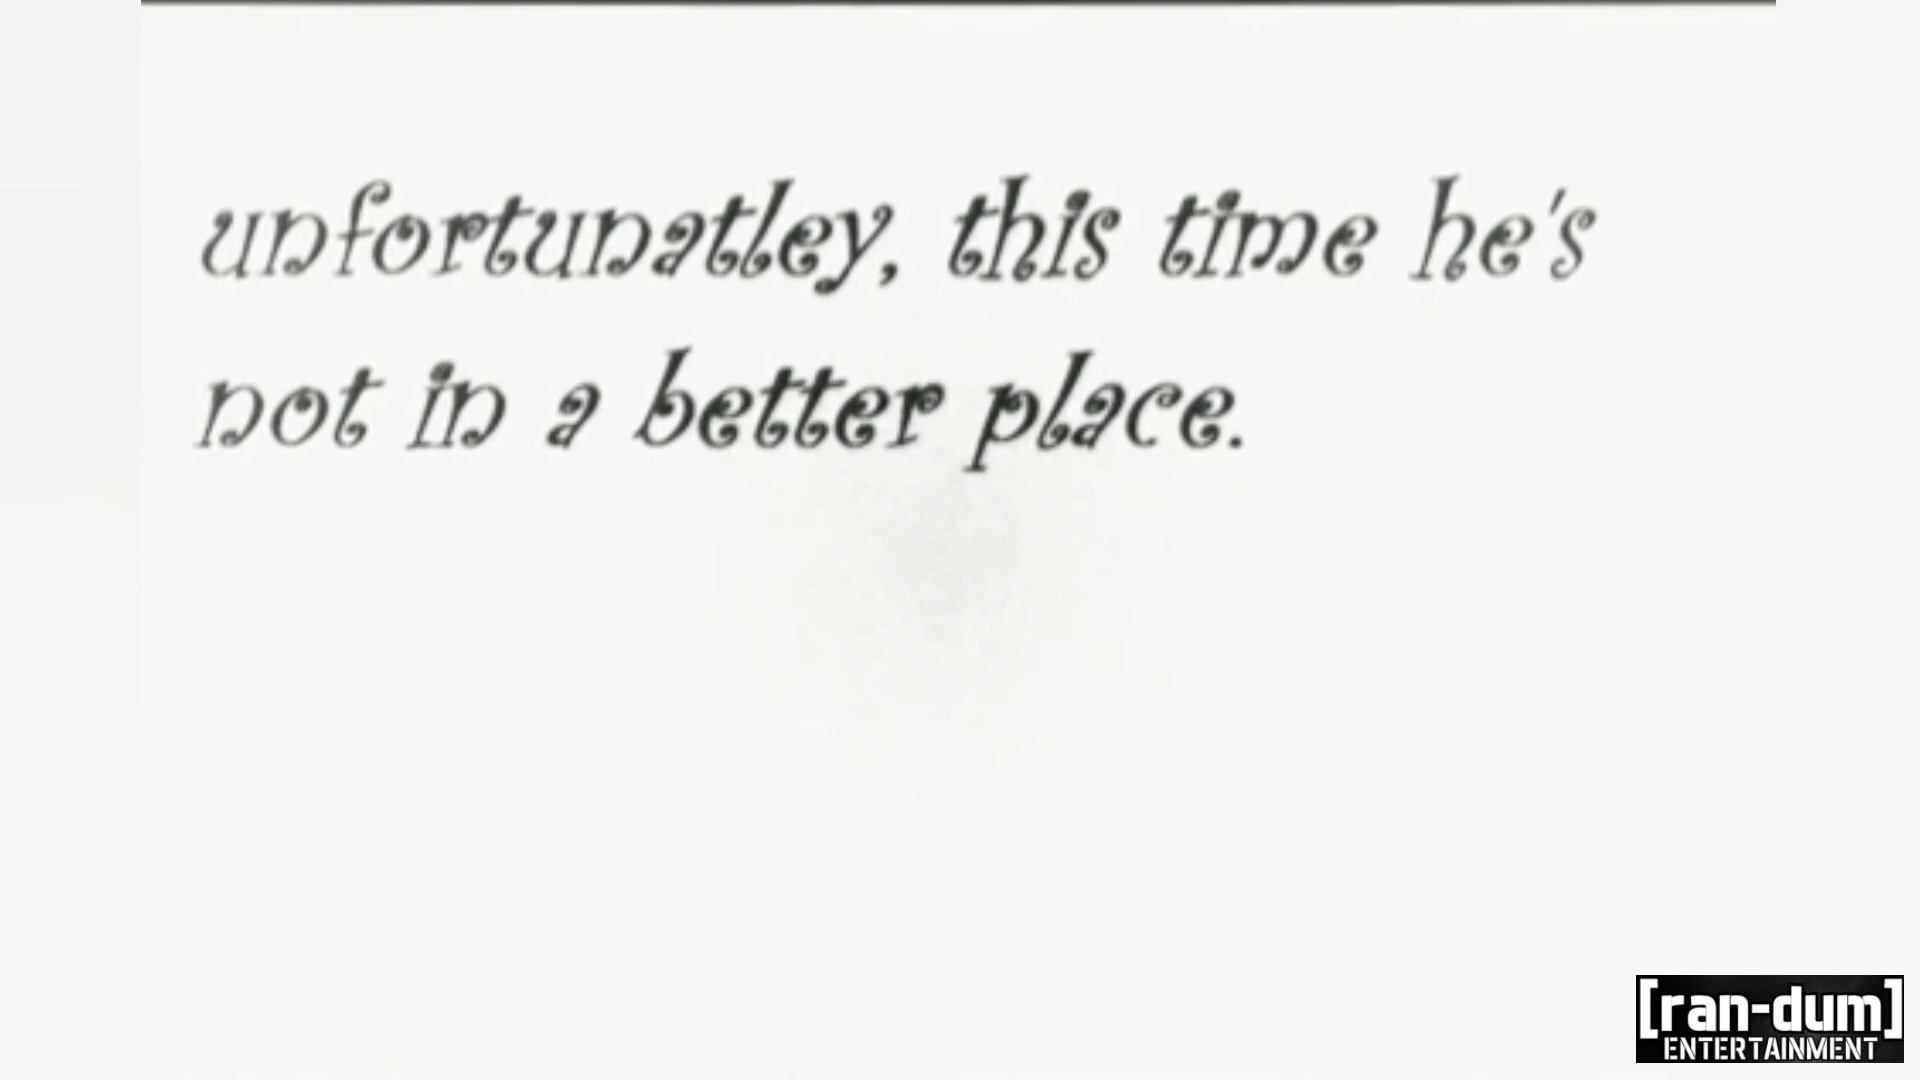 unfortunatley, this time he's
not in a better place.
[ran-dum]
ENTERTAINMENT